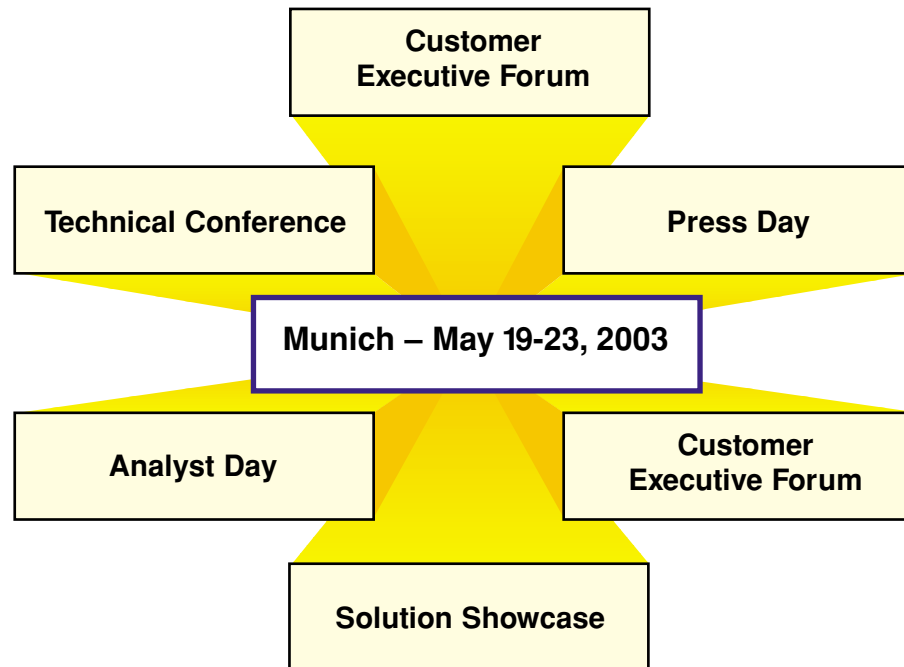 Customer
Executive Forum
Technical Conference
Press Day
Munich – May 19-23, 2003
Analyst Day
Customer
Executive Forum
Solution Showcase